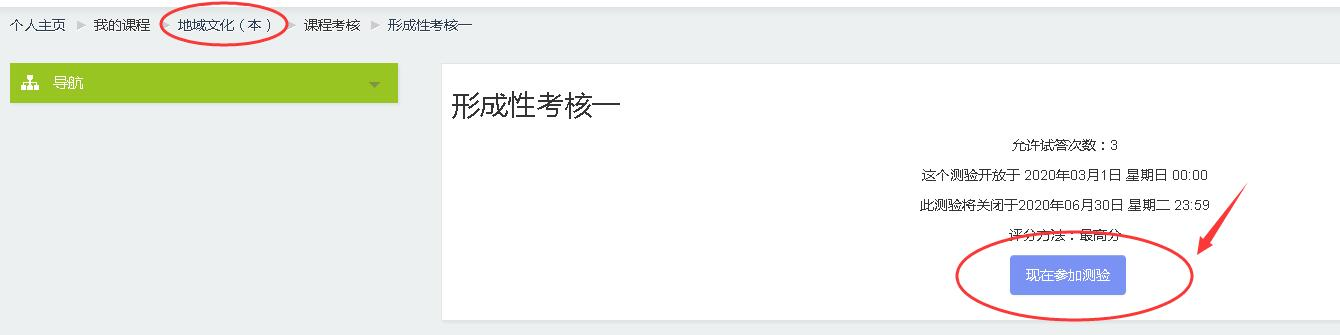 个人主页 ▶ 我的课程 ▶ 地域文化（本） ▶ 课程考核 ▶ 形成性考核一
导航
形成性考核一
允许试答次数：3
这个测验开放于 2020年03月1日 星期日 00:00
此测验将关闭于2020年06月30日 星期二 23:59
评分方法：最高分
现在参加测验